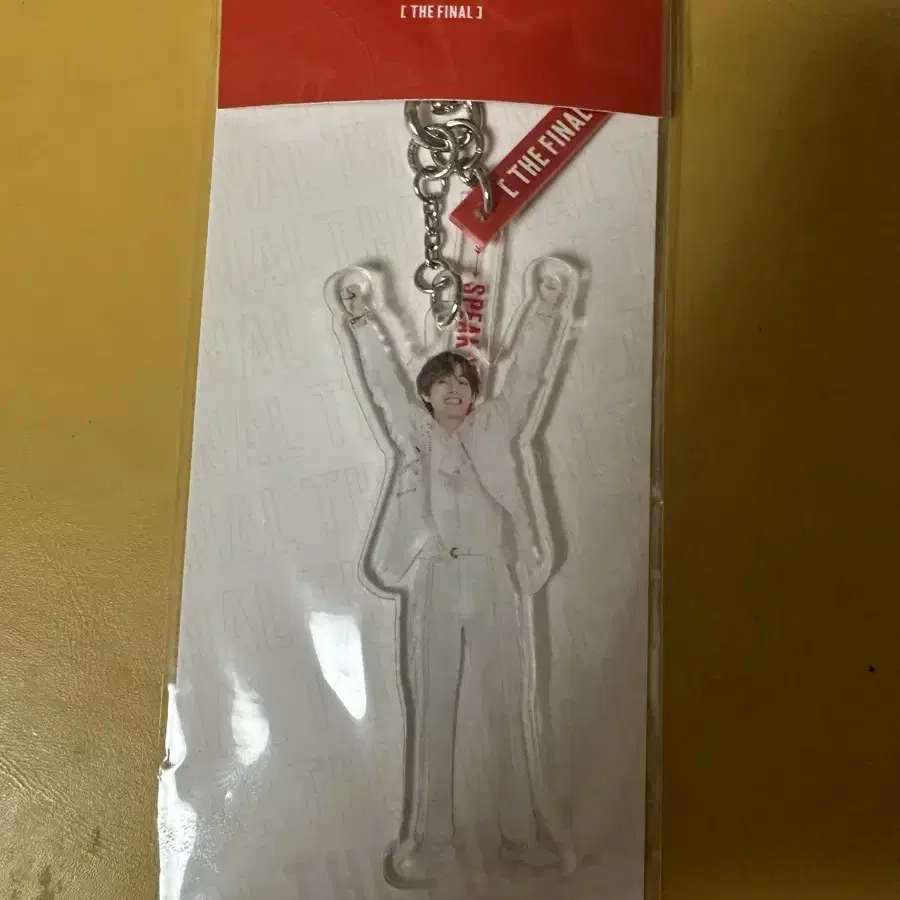 [ THE FINAL ]
[ THE FINAL
SPEAK